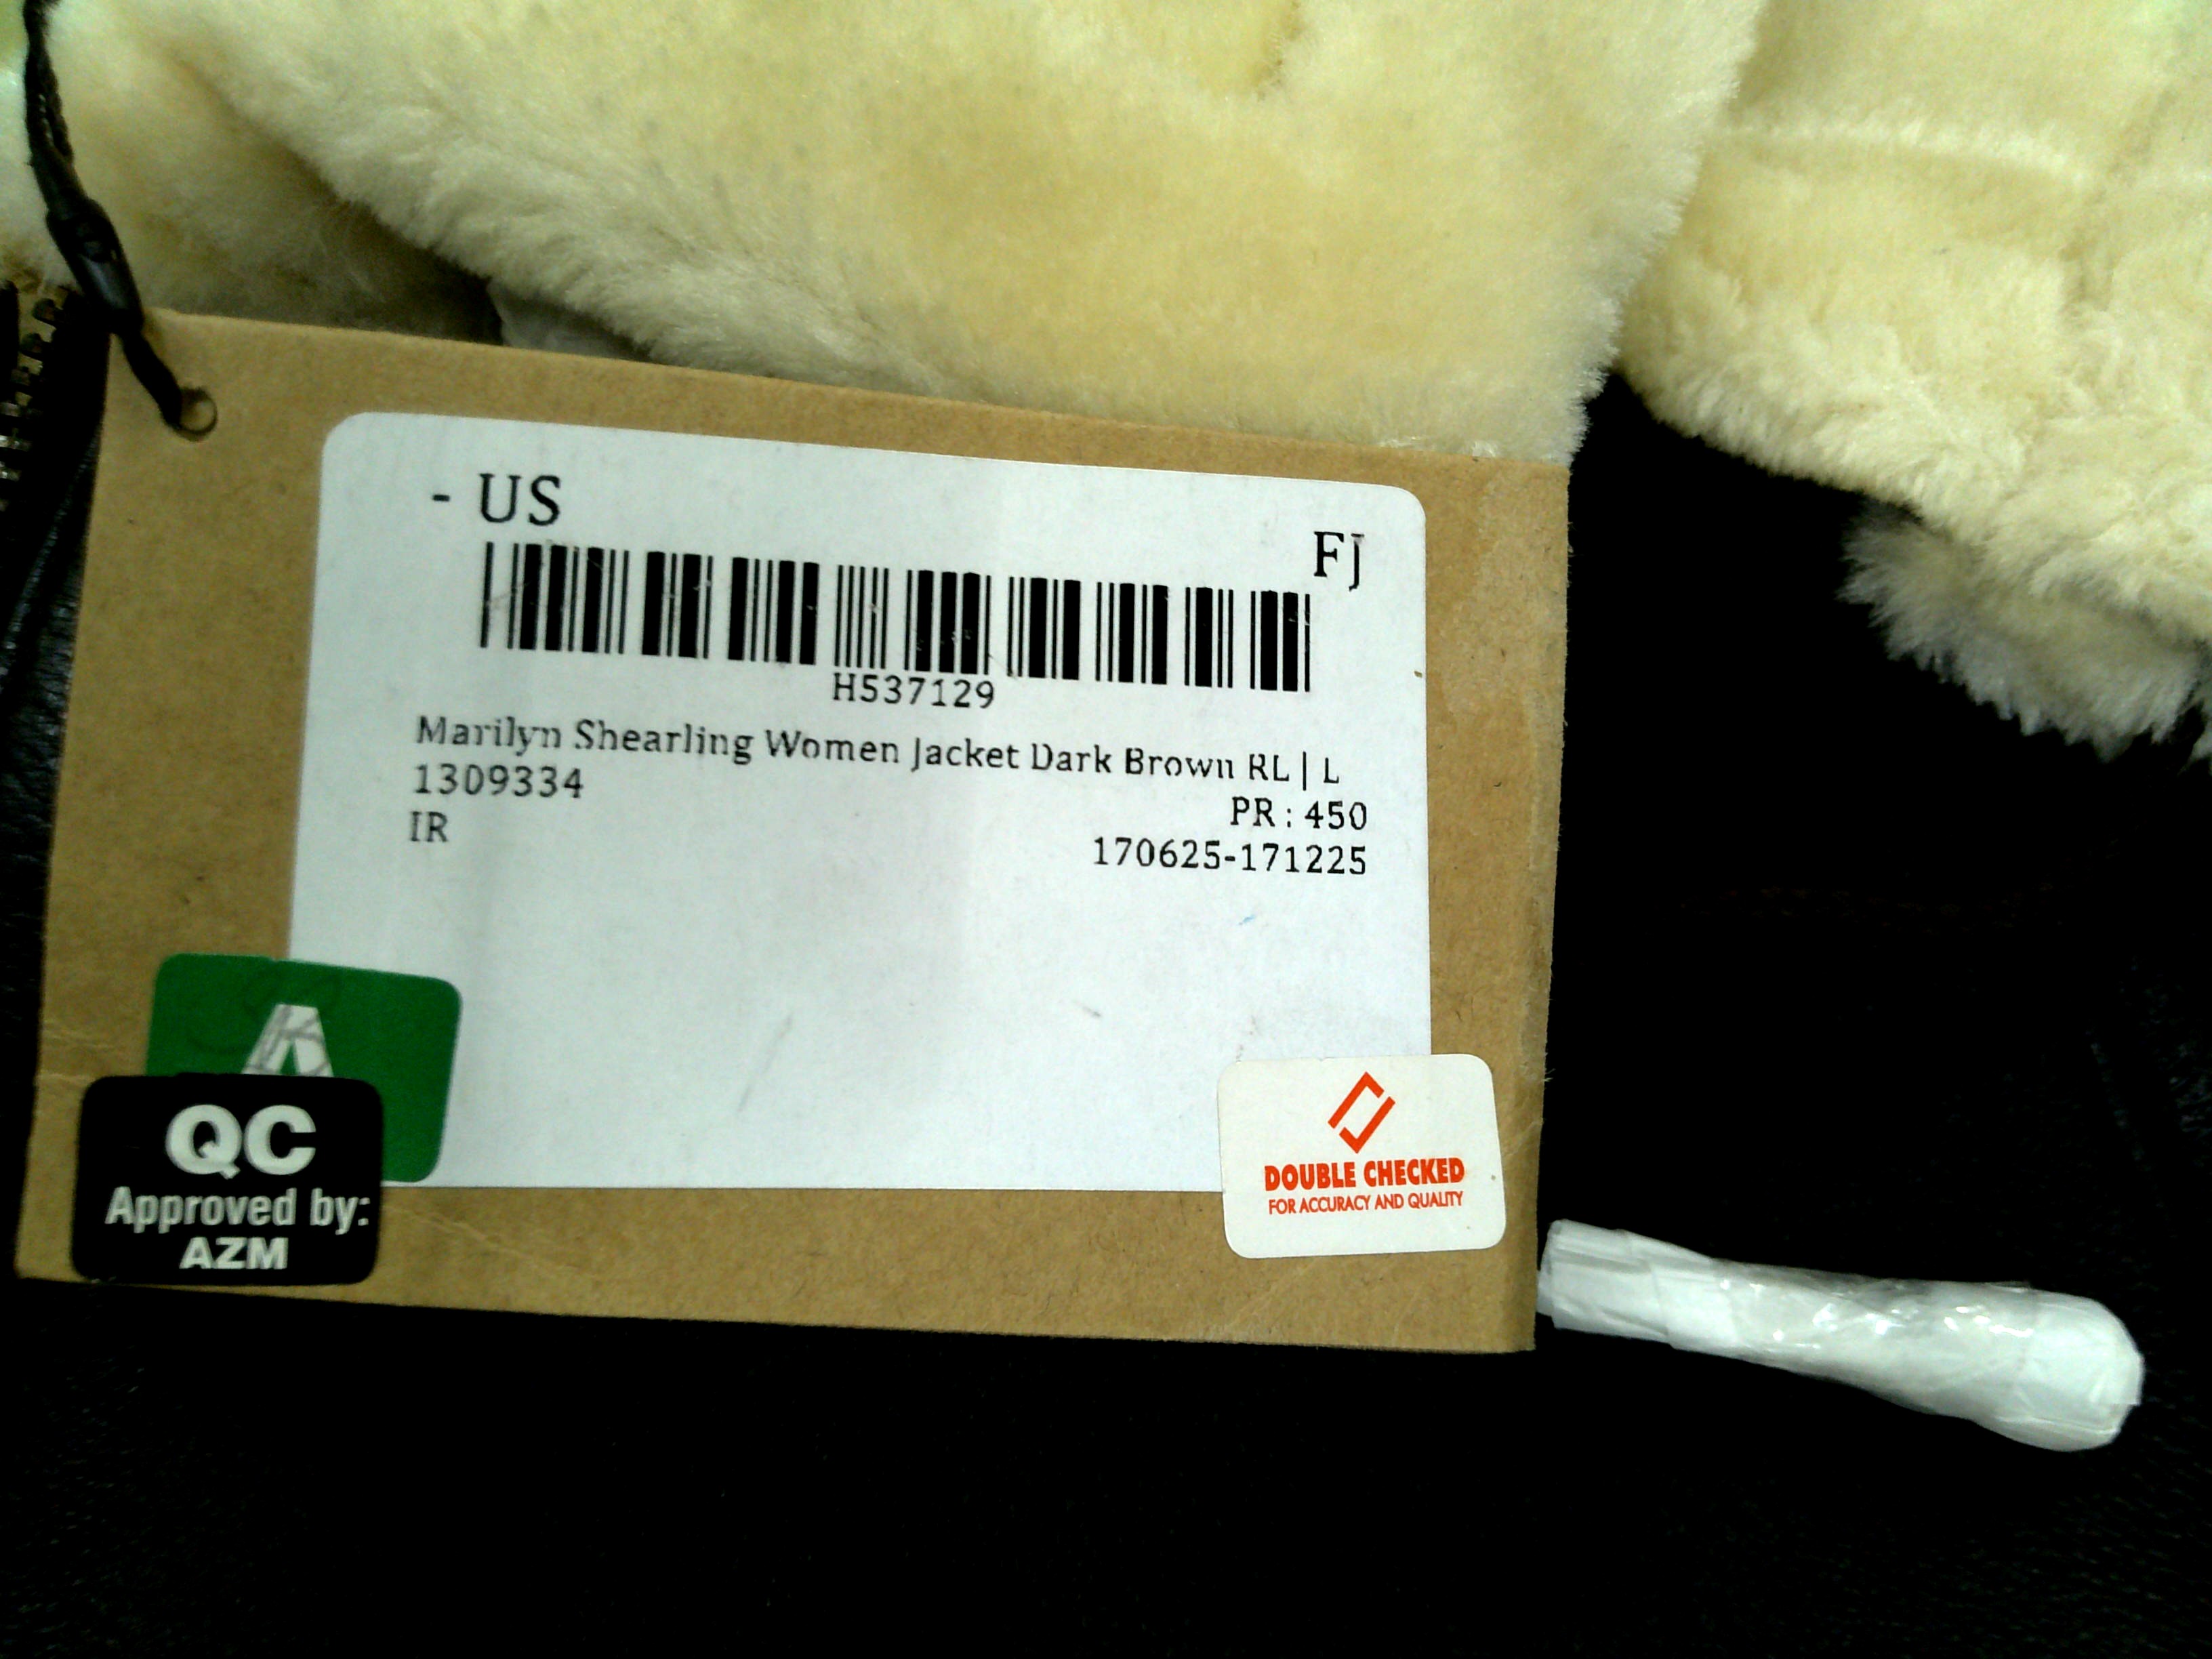 - US
FJ
H537129
Marilyn Shearling Women Jacket Dark Brown RL | L
1309334
PR : 450
IR
170625-171225
A
QC
Approved by:
AZM
DOUBLE CHECKED
FOR ACCURACY AND QUALITY